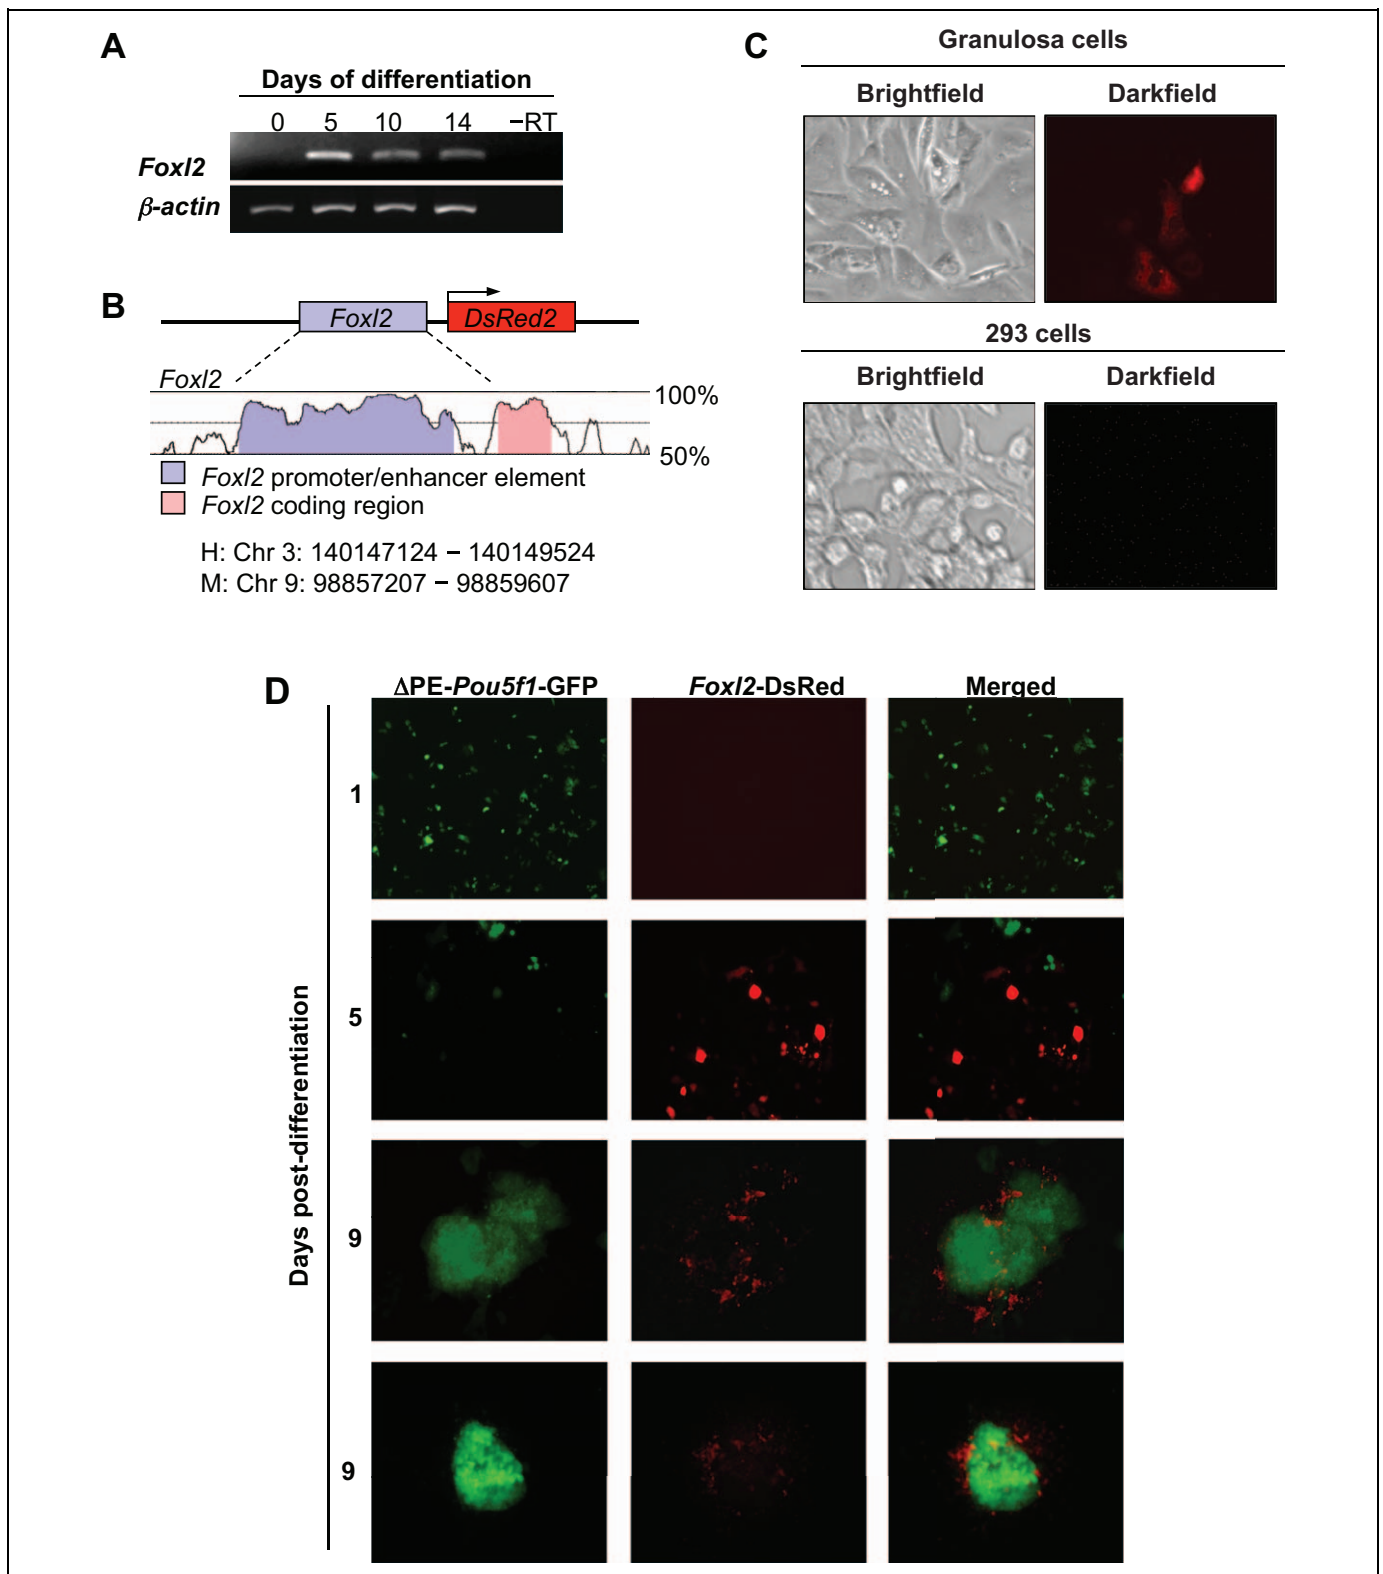 A
Days of differentiation
0 5 10 14 −RT
Foxl2
β-actin
B
Foxl2 DsRed2
Foxl2
100%
50%
Foxl2 promoter/enhancer element
Foxl2 coding region
H: Chr 3: 140147124 − 140149524
M: Chr 9: 98857207 − 98859607
C
Granulosa cells
Brightfield Darkfield
293 cells
Brightfield Darkfield
D
ΔPE-Pou5f1-GFP Foxl2-DsRed Merged
Days post-differentiation
1
5
9
9